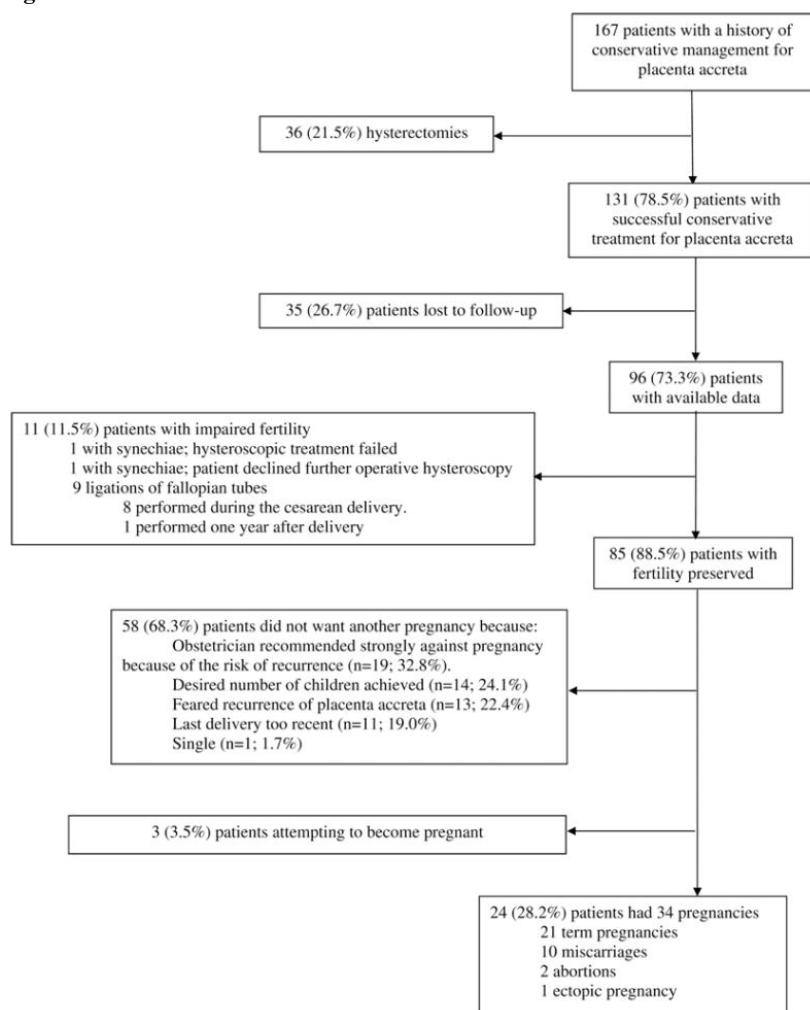 g
167 patients with a history of
conservative management for
placenta accreta
36 (21.5%) hysterectomies
131 (78.5%) patients with
successful conservative
treatment for placenta accreta
35 (26.7%) patients lost to follow-up
96 (73.3%) patients
with available data
11 (11.5%) patients with impaired fertility
1 with synechiae; hysteroscopic treatment failed
1 with synechiae; patient declined further operative hysteroscopy
9 ligations of fallopian tubes
8 performed during the cesarean delivery.
1 performed one year after delivery
85 (88.5%) patients with
fertility preserved
58 (68.3%) patients did not want another pregnancy because:
Obstetrician recommended strongly against pregnancy
because of the risk of recurrence (n=19; 32.8%).
Desired number of children achieved (n=14; 24.1%)
Feared recurrence of placenta accreta (n=13; 22.4%)
Last delivery too recent (n=11; 19.0%)
Single (n=1; 1.7%)
3 (3.5%) patients attempting to become pregnant
24 (28.2%) patients had 34 pregnancies
21 term pregnancies
10 miscarriages
2 abortions
1 ectopic pregnancy